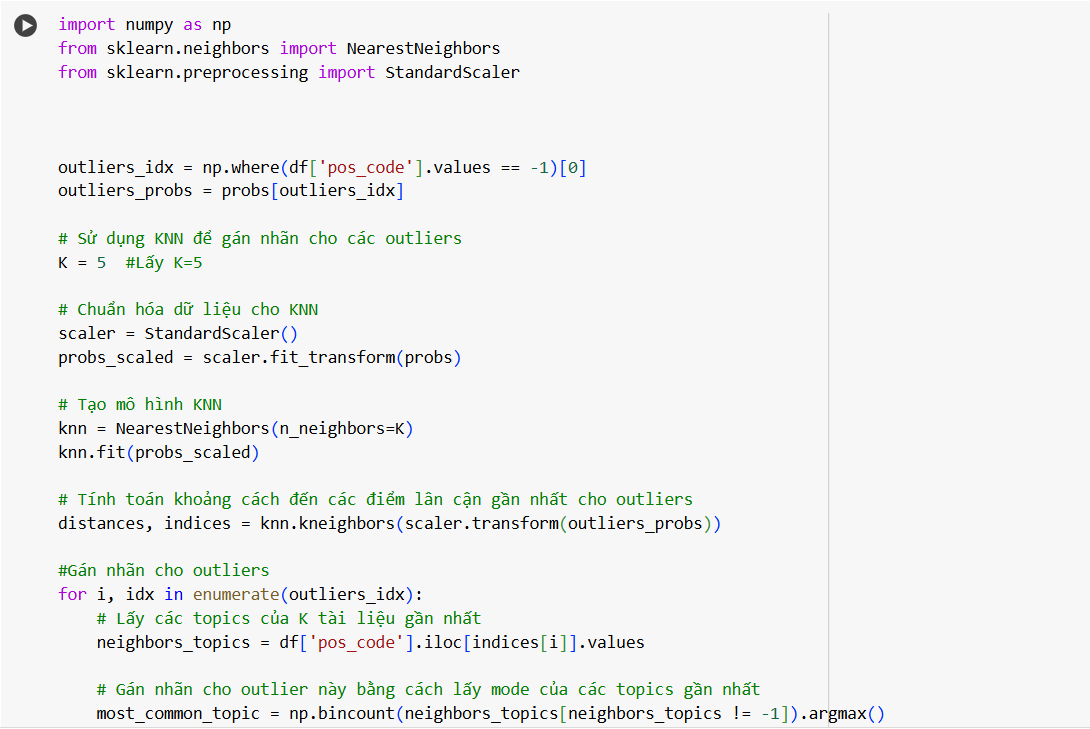 import numpy as np
from sklearn.neighbors import NearestNeighbors
from sklearn.preprocessing import StandardScaler
outliers_idx = np.where(df['pos_code'].values == -1)[0]
outliers_probs = probs[outliers_idx]
# Sử dụng KNN để gán nhãn cho các outliers
K = 5  #Lấy K=5
# Chuẩn hóa dữ liệu cho KNN
scaler = StandardScaler()
probs_scaled = scaler.fit_transform(probs)
# Tạo mô hình KNN
knn = NearestNeighbors(n_neighbors=K)
knn.fit(probs_scaled)
# Tính toán khoảng cách đến các điểm lân cận gần nhất cho outliers
distances, indices = knn.kneighbors(scaler.transform(outliers_probs))
#Gán nhãn cho outliers
for i, idx in enumerate(outliers_idx):
    # Lấy các topics của K tài liệu gần nhất
    neighbors_topics = df['pos_code'].iloc[indices[i]].values
    # Gán nhãn cho outlier này bằng cách lấy mode của các topics gần nhất
    most_common_topic = np.bincount(neighbors_topics[neighbors_topics != -1]).argmax()